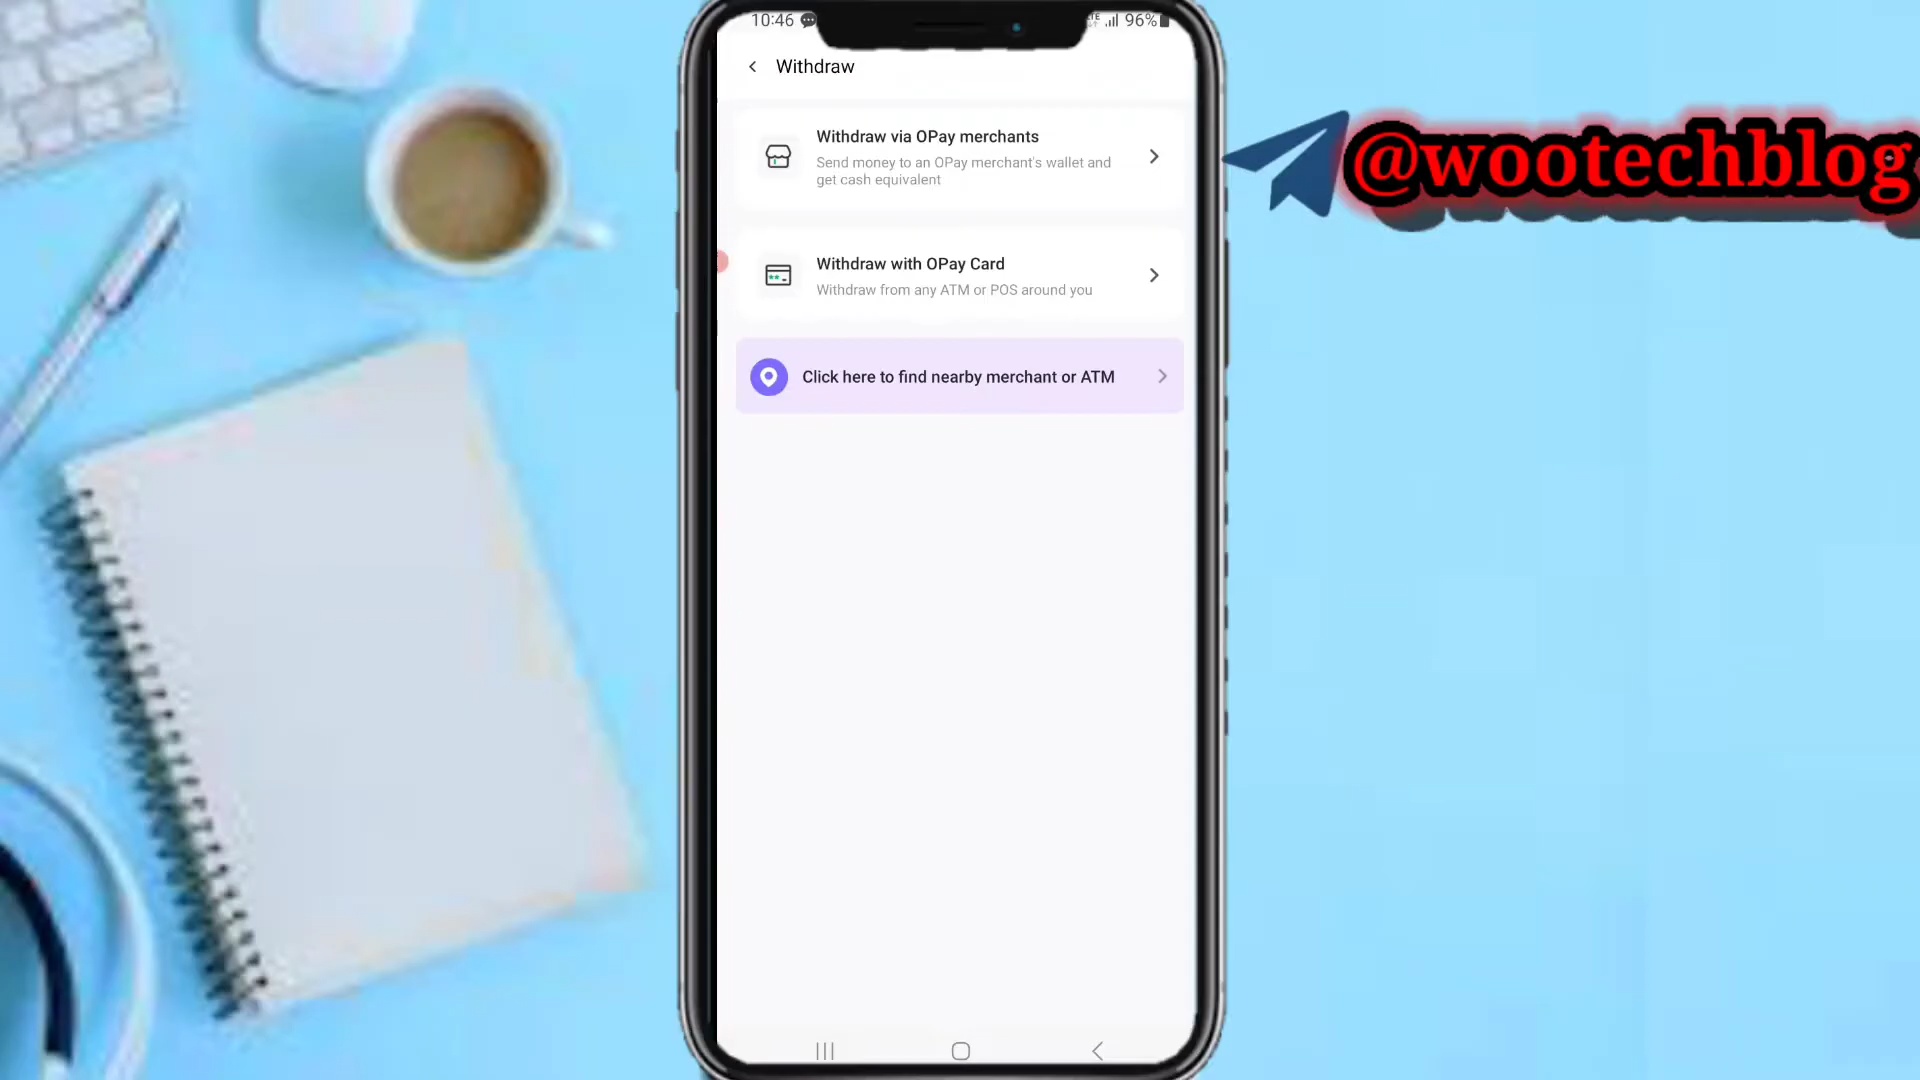 10:46
96%
Withdraw
Withdraw via OPay merchants
Send money to an OPay merchant's wallet and
get cash equivalent
Withdraw with OPay Card
Withdraw from any ATM or POS around you
Click here to find nearby merchant or ATM
@wootechblog